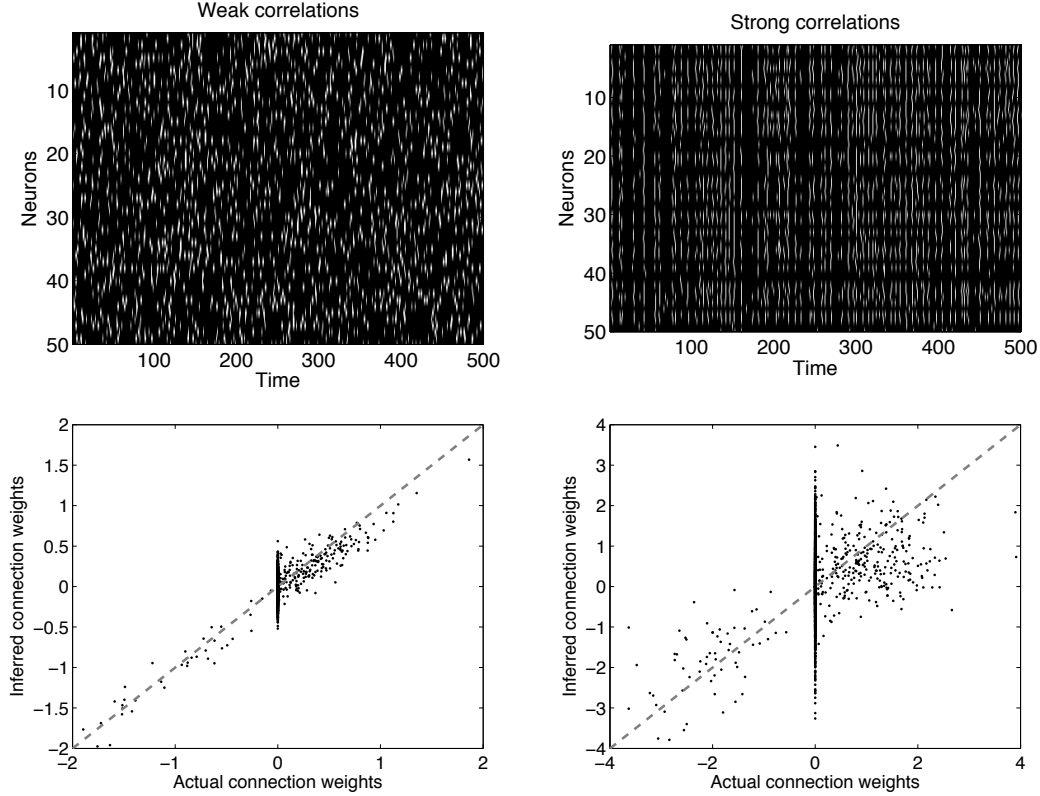 Weak correlations
Neurons
10
20
30
40
50
100 200 300 400 500
Time
Strong correlations
Neurons
10
20
30
40
50
100 200 300 400 500
Time
Inferred connection weights
2
1.5
1
0.5
0
−0.5
−1
−1.5
−2
−2 −1 0 1 2
Actual connection weights
Inferred connection weights
4
3
2
1
0
−1
−2
−3
−4
−4 −2 0 2 4
Actual connection weights